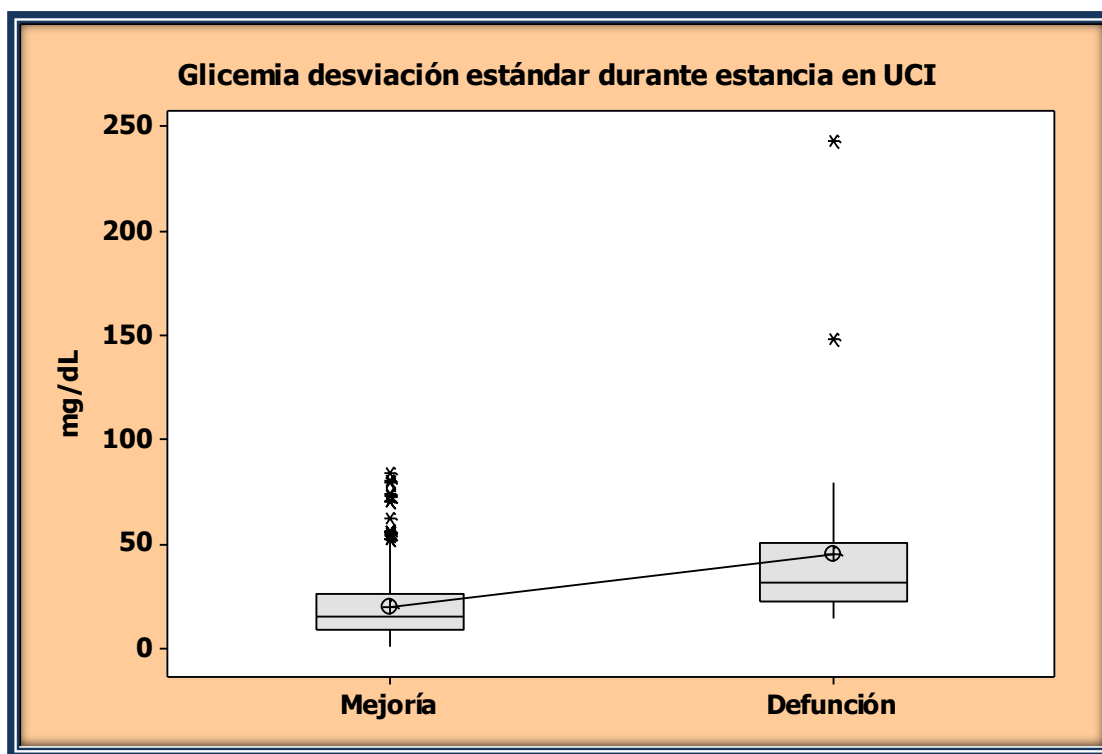 Glicemia desviación estándar durante estancia en UCI
250
200
150
100
50
0
mg/dL
Mejoría
Defunción